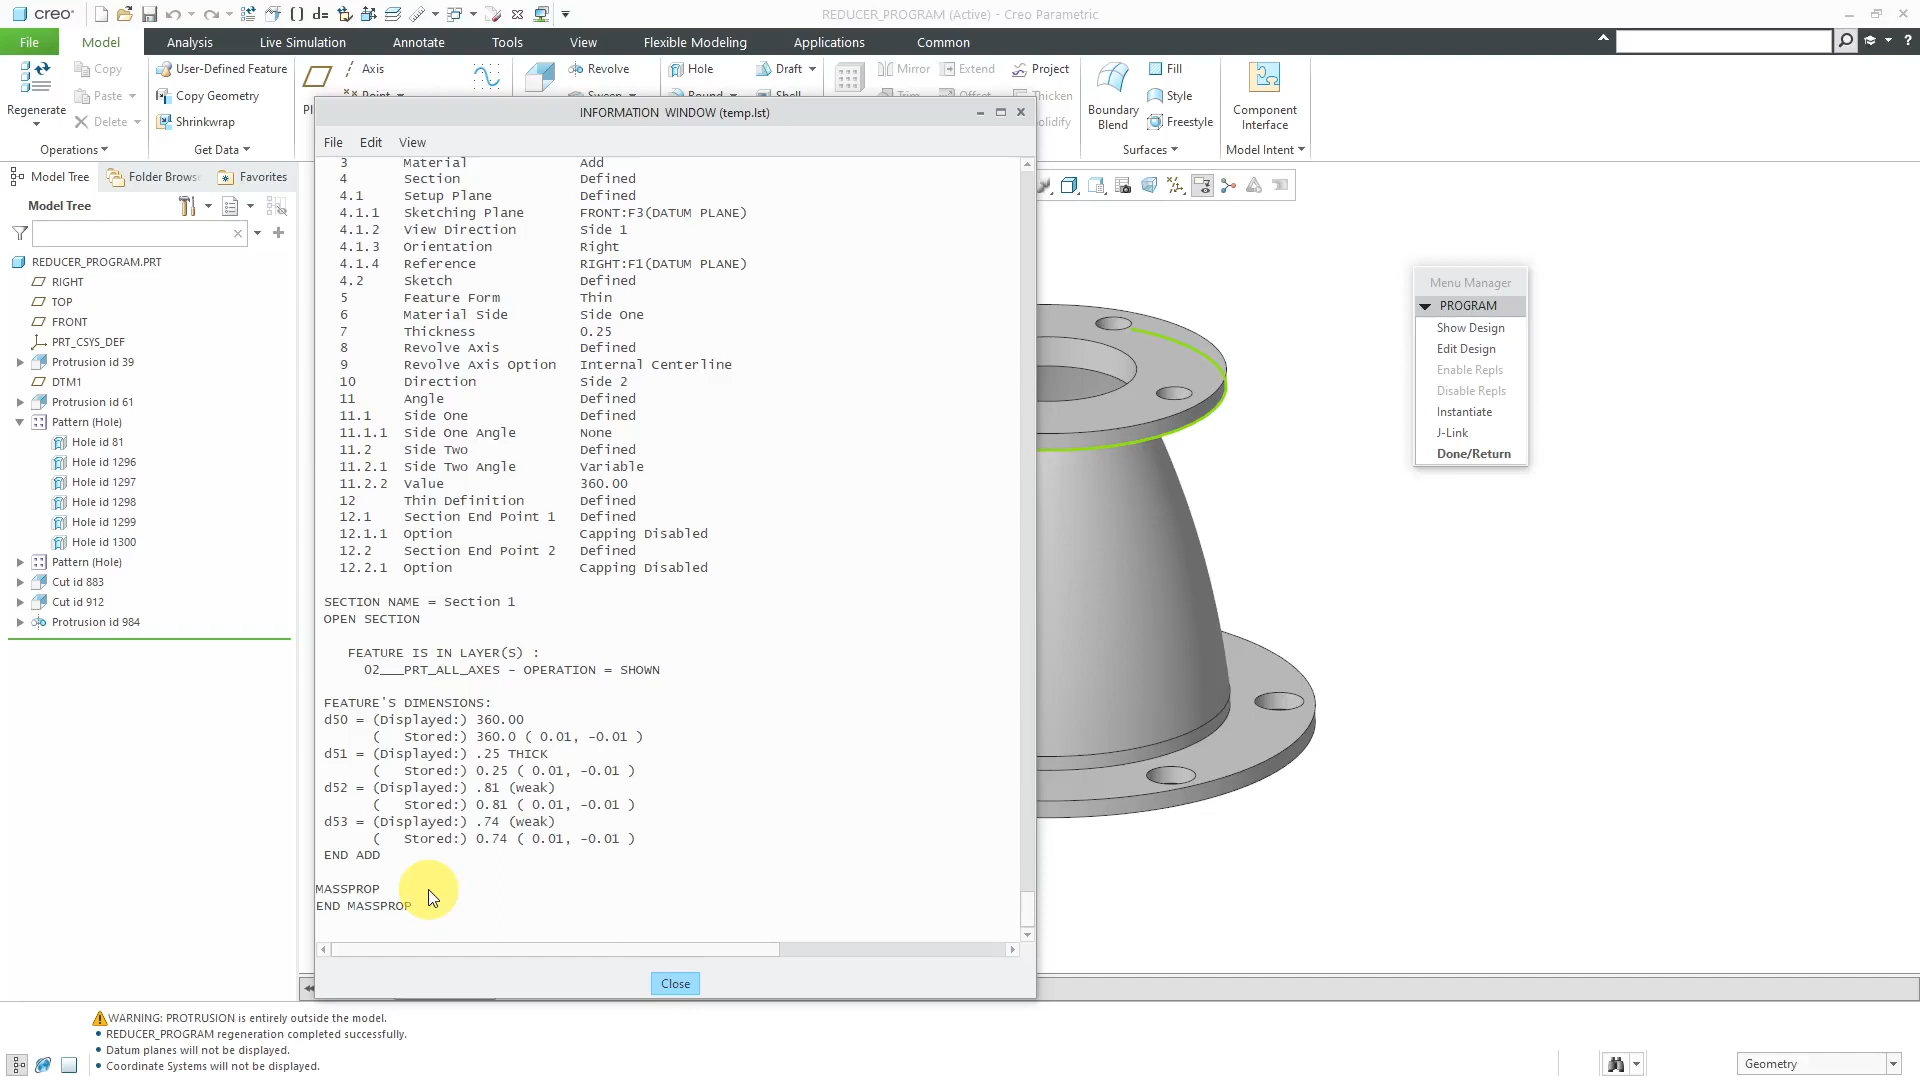 creo
REDUCER_PROGRAM (Active) - Creo Parametric
File Model Analysis Live Simulation Annotate Tools View Flexible Modeling Applications Common
Regenerate
Copy
Paste
Delete
Operations
User-Defined Feature
Copy Geometry
Shrinkwrap
Get Data
Axis
Revolve
Hole
Draft
Shell
Mirror
Extend
Project
Offset
Thicken
Boundary
Blend
Fill
Style
Freestyle
Surfaces
Component
Interface
Model Intent
Model Tree Folder Brows Favorites
Model Tree
REDUCER_PROGRAM.PRT
RIGHT
TOP
FRONT
PRT_CSYS_DEF
Protrusion id 39
DTM1
Protrusion id 61
Pattern (Hole)
Hole id 81
Hole id 1296
Hole id 1297
Hole id 1298
Hole id 1299
Hole id 1300
Pattern (Hole)
Cut id 883
Cut id 912
Protrusion id 984
INFORMATION WINDOW (temp.lst)
File Edit View
3 Material Add
4 Section Defined
4.1 Setup Plane Defined
4.1.1 Sketching Plane FRONT:F3(DATUM PLANE)
4.1.2 View Direction Side 1
4.1.3 Orientation Right
4.1.4 Reference RIGHT:F1(DATUM PLANE)
4.2 Sketch Defined
5 Feature Form Thin
6 Material Side Side One
7 Thickness 0.25
8 Revolve Axis Defined
9 Revolve Axis Option Internal Centerline
10 Direction Side 2
11 Angle Defined
11.1 Side One Defined
11.1.1 Side One Angle None
11.2 Side Two Defined
11.2.1 Side Two Angle Variable
11.2.2 Value 360.00
12 Thin Definition Defined
12.1 Section End Point 1 Defined
12.1.1 Option Capping Disabled
12.2 Section End Point 2 Defined
12.2.1 Option Capping Disabled
SECTION NAME = Section 1
OPEN SECTION
FEATURE IS IN LAYER(S) :
02___PRT_ALL_AXES - OPERATION = SHOWN
FEATURE'S DIMENSIONS:
d50 = (Displayed:) 360.00
( Stored:) 360.0 ( 0.01, -0.01 )
d51 = (Displayed:) .25 THICK
( Stored:) 0.25 ( 0.01, -0.01 )
d52 = (Displayed:) .81 (weak)
( Stored:) 0.81 ( 0.01, -0.01 )
d53 = (Displayed:) .74 (weak)
( Stored:) 0.74 ( 0.01, -0.01 )
END ADD
MASSPROP
END MASSPROP
Close
Menu Manager
PROGRAM
Show Design
Edit Design
Enable Repls
Disable Repls
Instantiate
J-Link
Done/Return
WARNING: PROTRUSION is entirely outside the model.
• REDUCER_PROGRAM regeneration completed successfully.
• Datum planes will not be displayed.
• Coordinate Systems will not be displayed.
Geometry